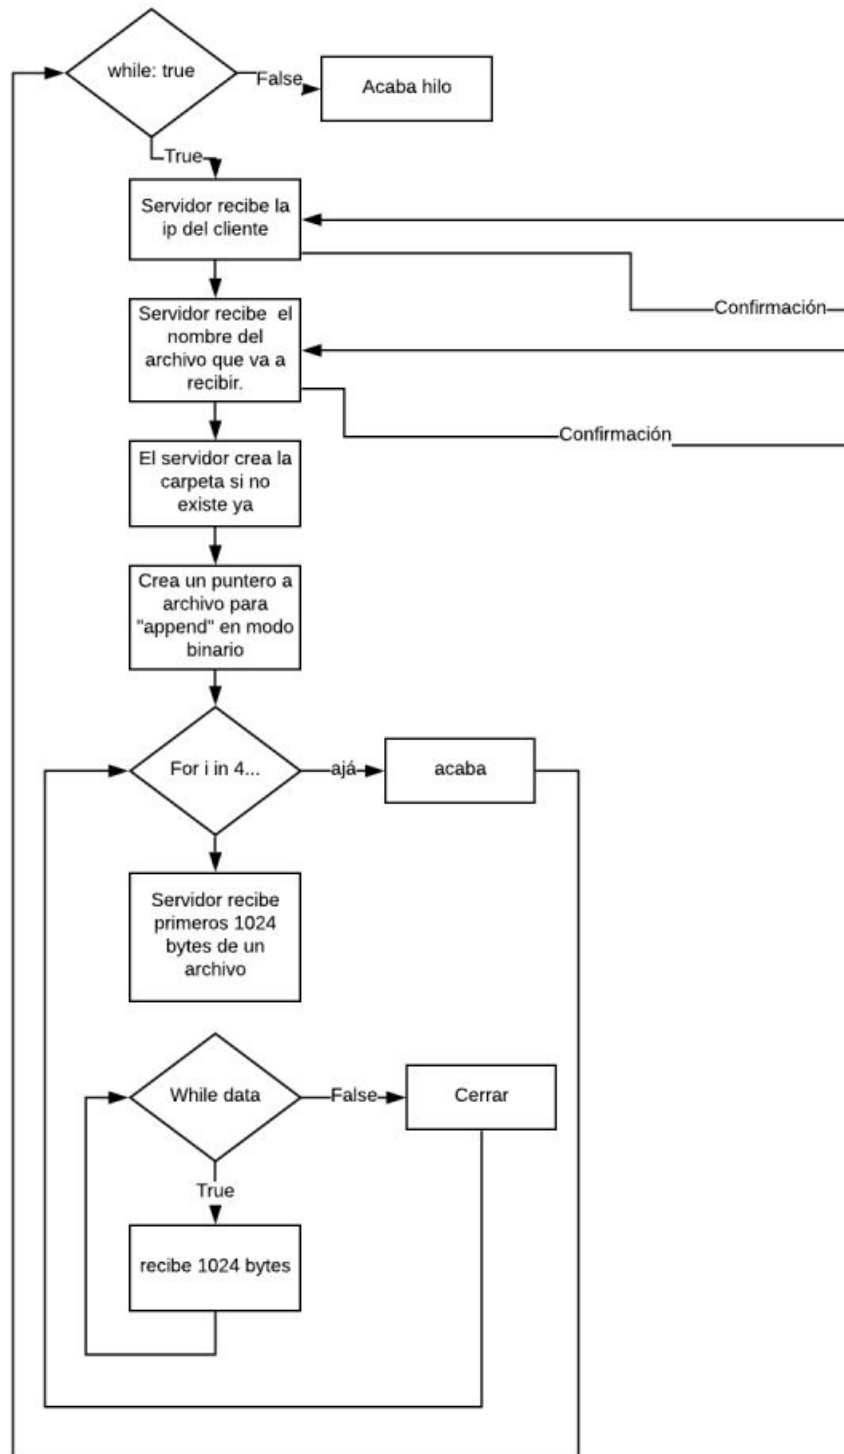 while: true
False
Acaba hilo
True
Servidor recibe la
ip del cliente
Confirmación
Servidor recibe el
nombre del
archivo que va a
recibir.
Confirmación
El servidor crea la
carpeta si no
existe ya
Crea un puntero a
archivo para
"append" en modo
binario
For i in 4...
ajá
acaba
Servidor recibe
primeros 1024
bytes de un
archivo
While data
False
Cerrar
True
recibe 1024 bytes